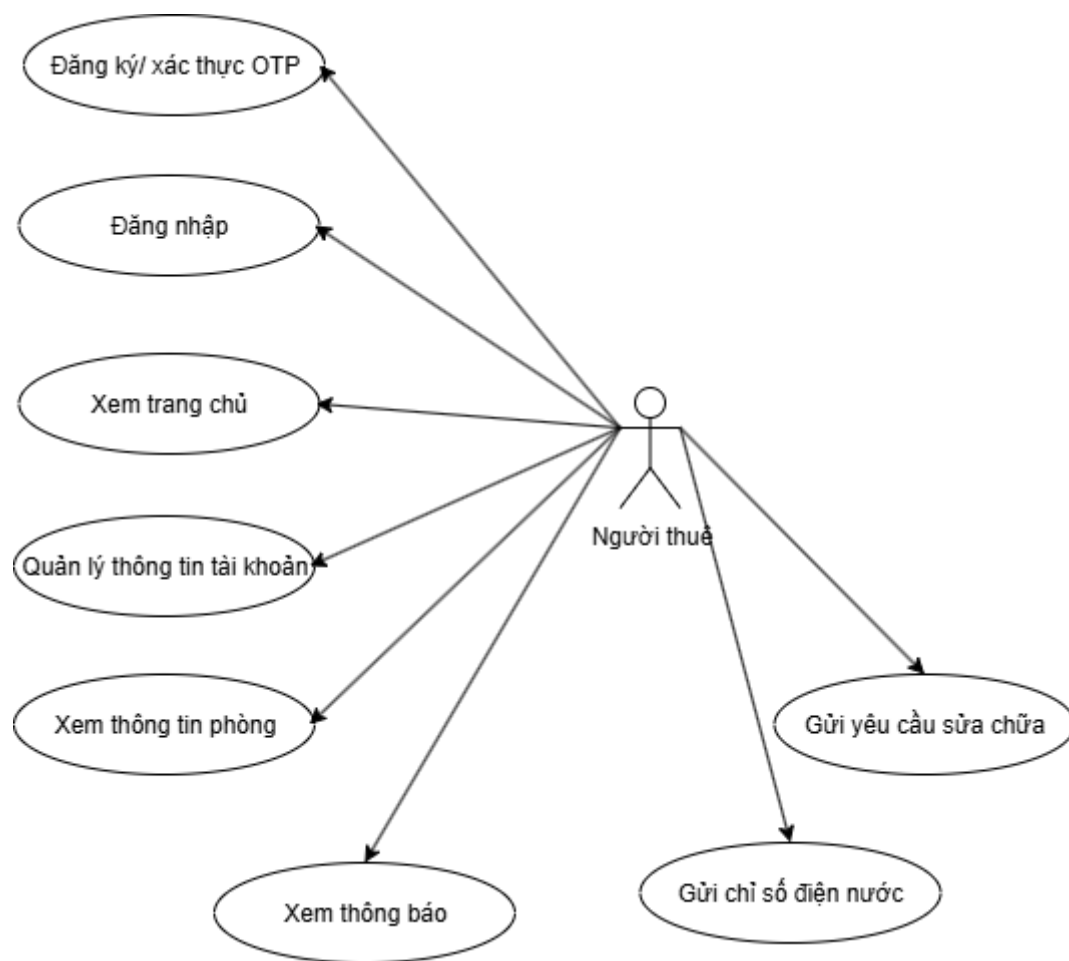 Đăng ký/ xác thực OTP
Đăng nhập
Xem trang chủ
Người thuê
Quản lý thông tin tài khoản
Xem thông tin phòng
Gửi yêu cầu sửa chữa
Xem thông báo
Gửi chỉ số điện nước